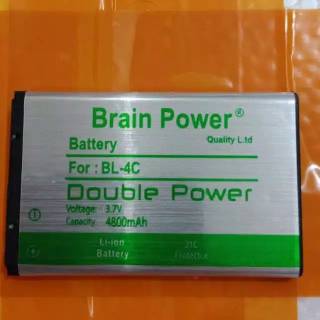 Brain Power®
Quality L.td
Battery
For : BL-4C
Double Power
Voltage: 3.7V
Capacity: 4800mAh
Li-ion
Battery